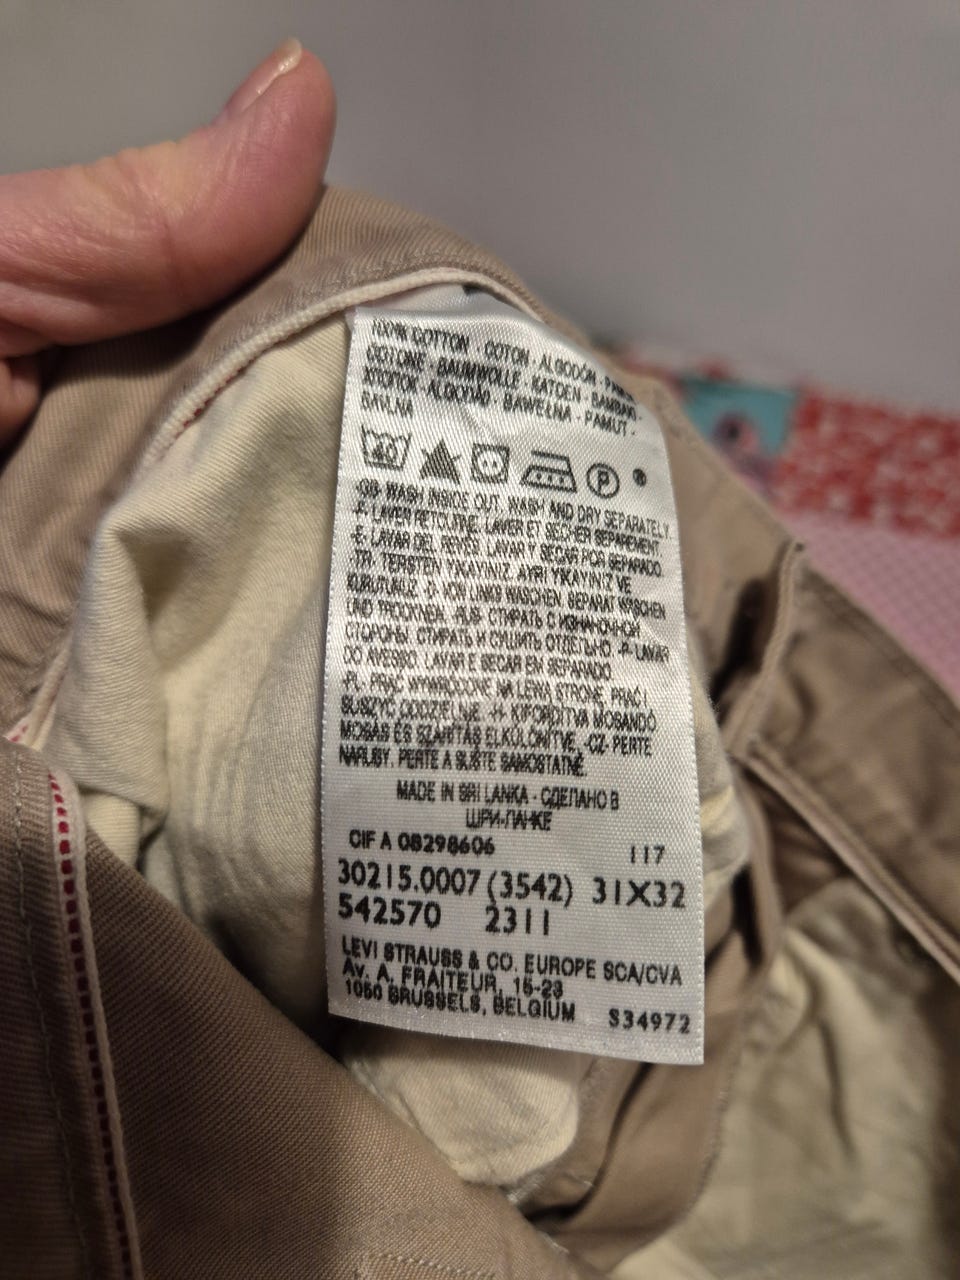 100% COTTON - COTON - ALGODÓN -
COTONE - BAUMWOLLE - KATOEN - BAMBAKI -
ХЛОПОК - ALGODÃO - BAWEŁNA - PAMUT -
BAVLNA
40 P
-GB- WASH INSIDE OUT. WASH AND DRY SEPARATELY.
-F- LAVER RETOURNE. LAVER ET SECHER SEPAREMENT.
-E- LAVAR DEL REVÉS. LAVAR Y SECAR POR SEPARADO.
-TR- TERSTEN YIKAYINIZ. AYRI YIKAYINIZ VE
KURUTUNUZ. -D- VON LINKS WASCHEN. SEPARAT WASCHEN
UND TROCKNEN. СТИРАТЬ С ИЗНАНОЧНОЙ
СТОРОНЫ. СТИРАТЬ И СУШИТЬ ОТДЕЛЬНО -P- LAVAR
DO AVESSO. LAVAR E SECAR EM SEPARADO
-PL- PRAĆ WYWRÓCONE NA LEWĄ STRONĘ. PRAĆ I
SUSZYĆ ODDZIELNIE -H- KIFORDÍTVA MOSANDÓ
MOSÁS ÉS SZÁRÍTÁS ELKÜLÖNÍTVE. -CZ- PERTE
NARUBY. PERTE A SUŠTE SAMOSTATNĚ.
MADE IN SRI LANKA - СДЕЛАНО В
ШРИ-ЛАНКЕ
CIF A 08298606 117
30215.0007 (3542) 31X32
542570 2311
LEVI STRAUSS & CO. EUROPE SCA/CVA
Av. A. FRAITEUR, 15-23
1050 BRUSSELS, BELGIUM S34972